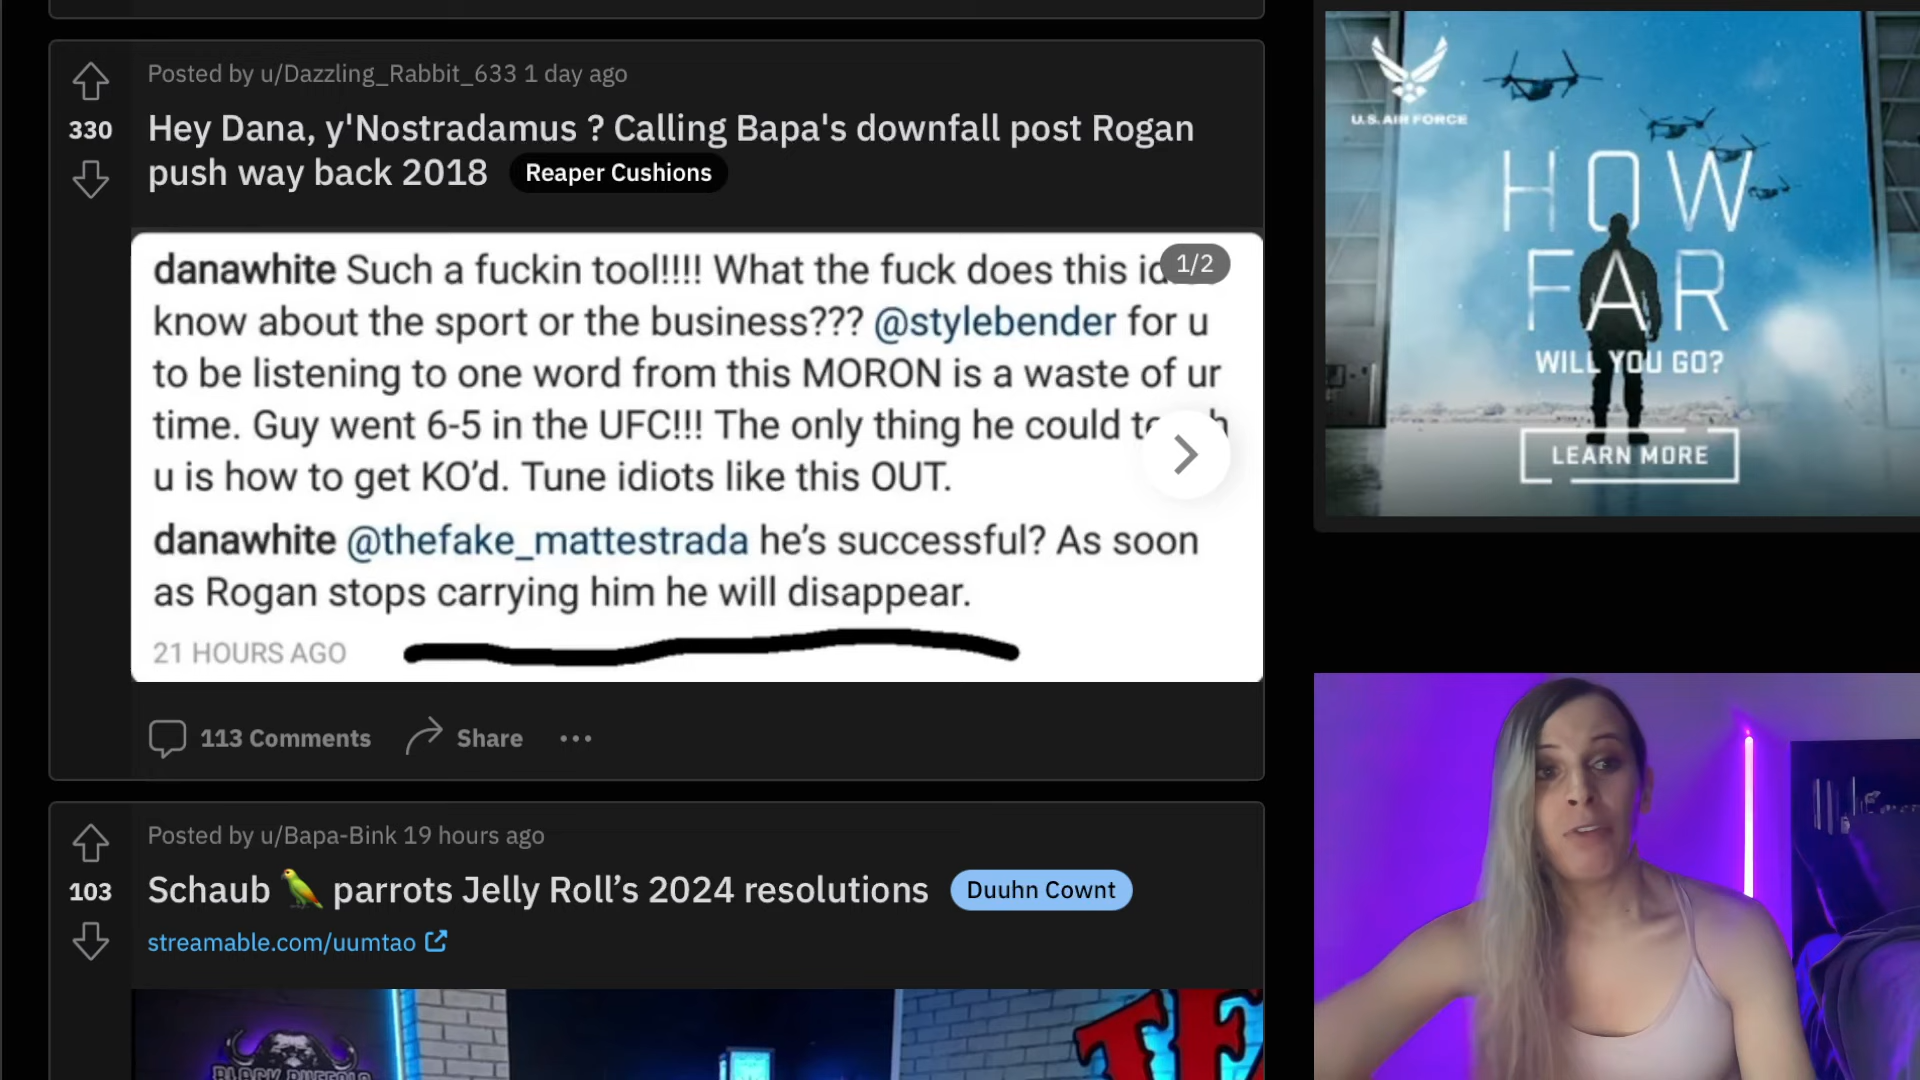 Posted by u/Dazzling_Rabbit_633 1 day ago
330
Hey Dana, y'Nostradamus ? Calling Bapa's downfall post Rogan
push way back 2018 Reaper Cushions
danawhite Such a fuckin tool!!!! What the fuck does this
1/2
know about the sport or the business??? @stylebender for u
to be listening to one word from this MORON is a waste of ur
time. Guy went 6-5 in the UFC!!! The only thing he could
u is how to get KO'd. Tune idiots like this OUT.
danawhite @thefake_mattestrada he's successful? As soon
as Rogan stops carrying him he will disappear.
21 HOURS AGO
113 Comments Share
Posted by u/Bapa-Bink 19 hours ago
103
Schaub 🦜 parrots Jelly Roll's 2024 resolutions Duuhn Cownt
streamable.com/uumtao
U.S. AIR FORCE
HOW
FAR
WILL YOU GO?
LEARN MORE